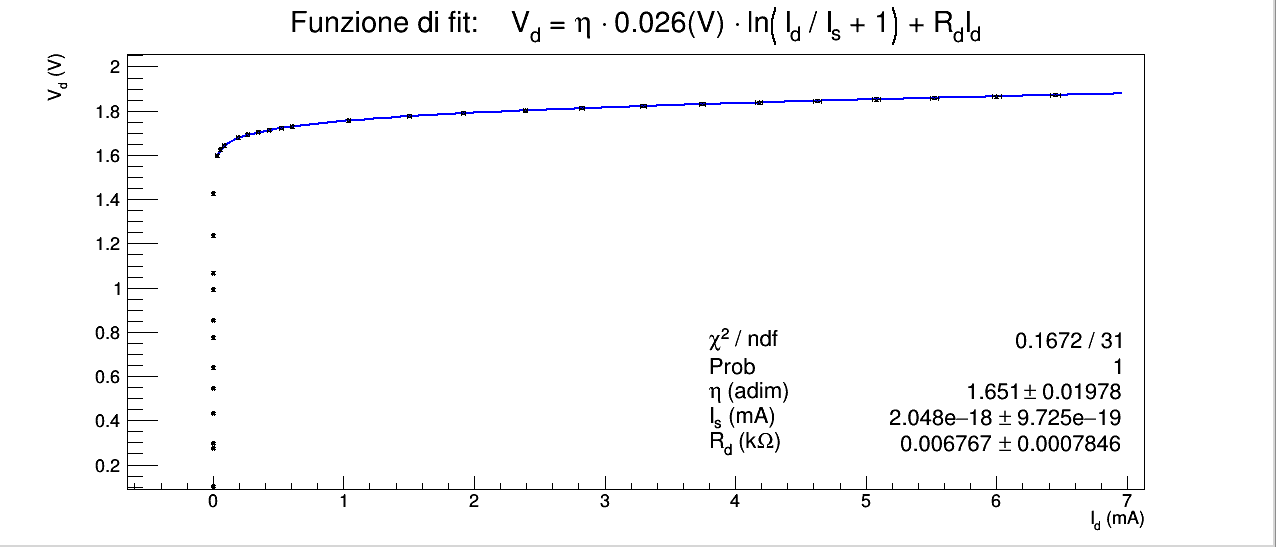 Funzione di fit: V_d = η · 0.026(V) · ln( I_d / I_s + 1) + R_dI_d
V_d (V)
2
1.8
1.6
1.4
1.2
1
0.8
0.6
0.4
0.2
χ² / ndf 0.1672 / 31
Prob 1
η (adim) 1.651 ± 0.01978
I_s (mA) 2.048e−18 ± 9.725e−19
R_d (kΩ) 0.006767 ± 0.0007846
0 1 2 3 4 5 6 7
I_d (mA)